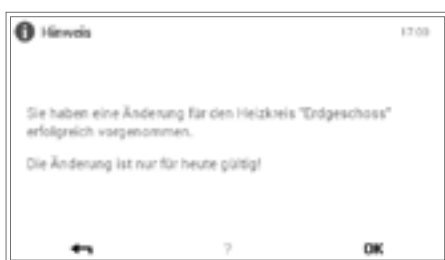 Hinweis
17:03
Sie haben eine Änderung für den Heizkreis "Erdgeschoss"
erfolgreich vorgenommen.
Die Änderung ist nur für heute gültig!
?
OK